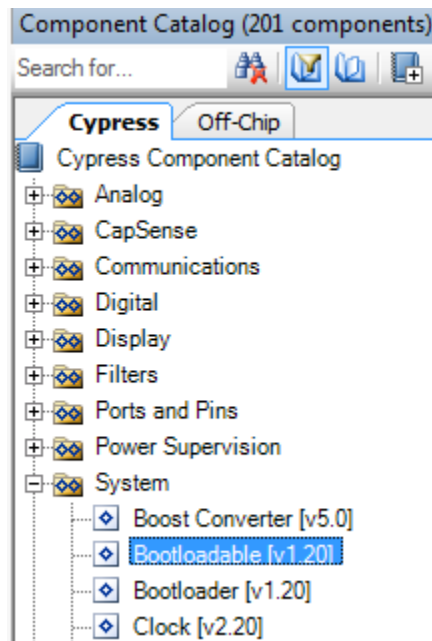 Component Catalog (201 components)
Search for...
Cypress Off-Chip
Cypress Component Catalog
Analog
CapSense
Communications
Digital
Display
Filters
Ports and Pins
Power Supervision
System
Boost Converter [v5.0]
Bootloadable [v1.20]
Bootloader [v1.20]
Clock [v2.20]